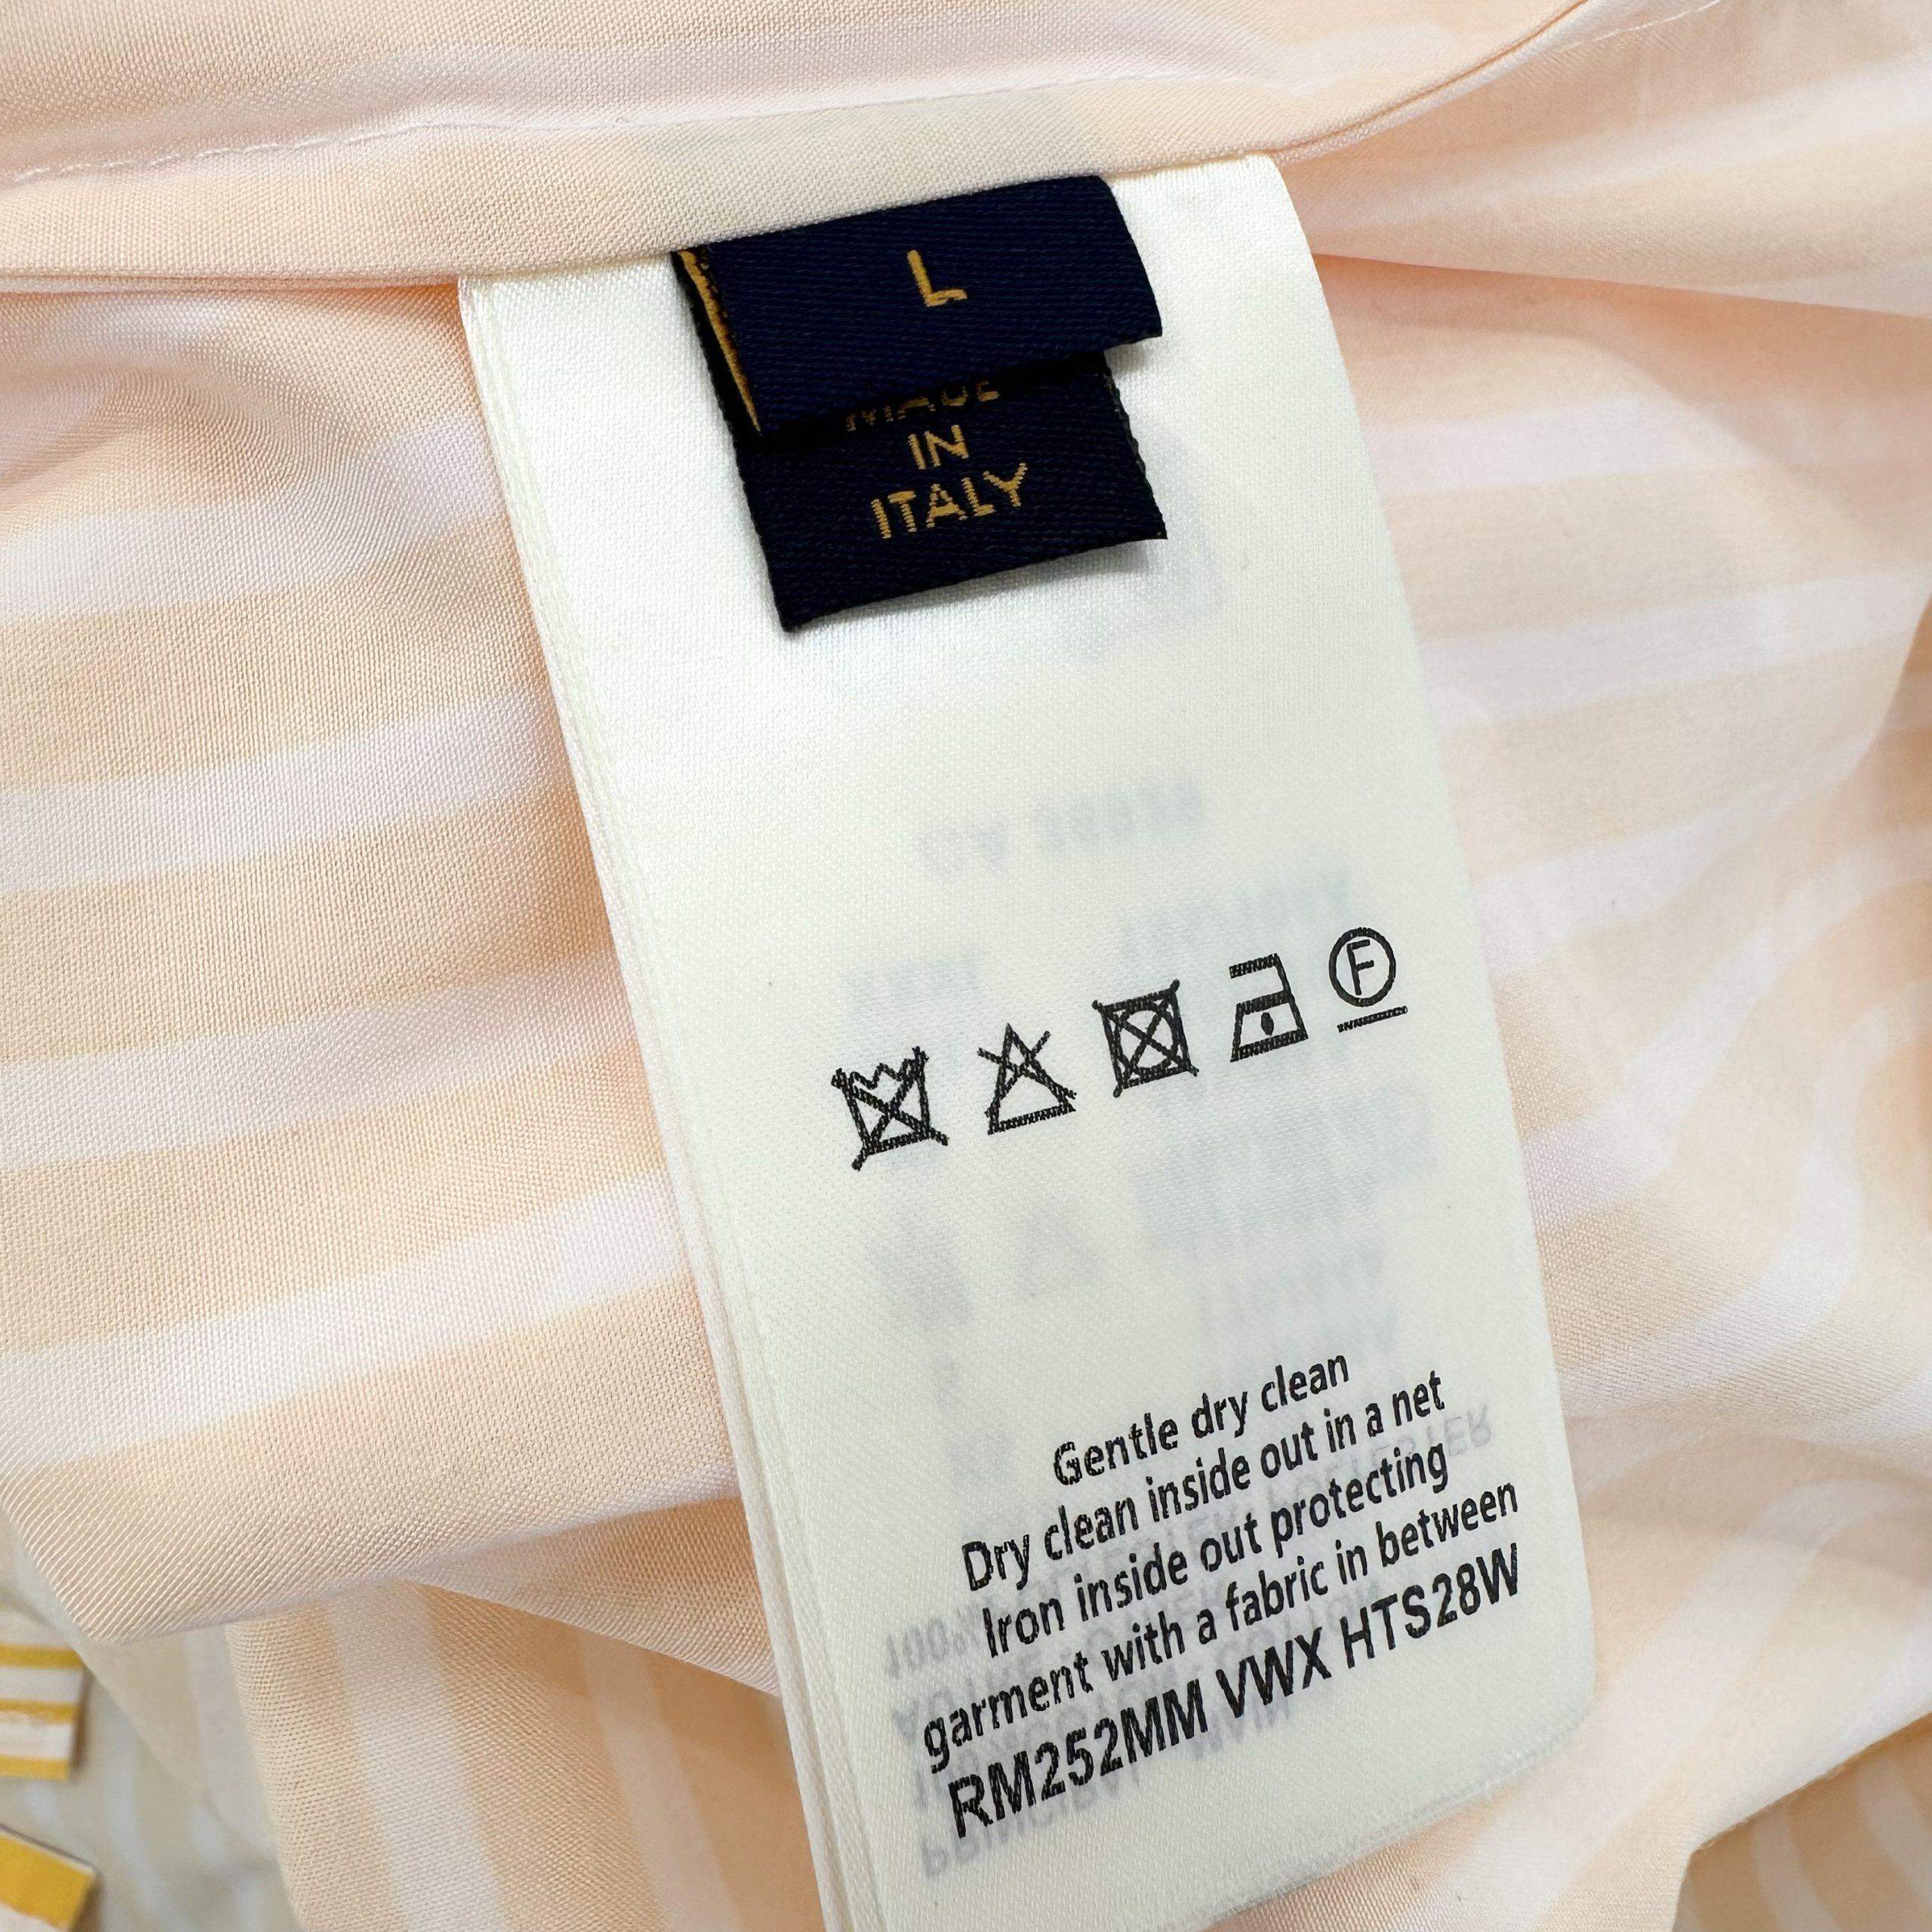 L
MADE
IN
ITALY
F
Gentle dry clean
Dry clean inside out in a net
Iron inside out protecting
garment with a fabric in between
RM252MM VWX HTS28W